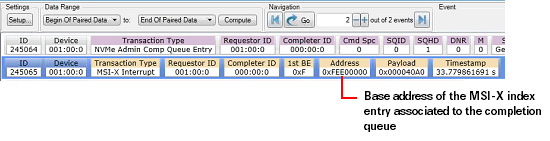 Settings Data Range Navigation Event
Setup... Begin Of Paired Data to: End Of Paired Data Compute Go 2 out of 2 events
ID Device Transaction Type Requestor ID Completer ID Cmd Spc SQID SQHD DNR M S
245064 001:00:0 NVMe Admin Comp Queue Entry 001:00:0 000:00:0 0 0 1 0 0 Ge
ID Device Transaction Type Requestor ID Completer ID 1st BE Address Payload Timestamp
245065 001:00:0 MSI-X Interrupt 001:00:0 000:00:0 0xF 0xFEE00000 0x000040A0 33.779861691 s
Base address of the MSI-X index
entry associated to the completion
queue